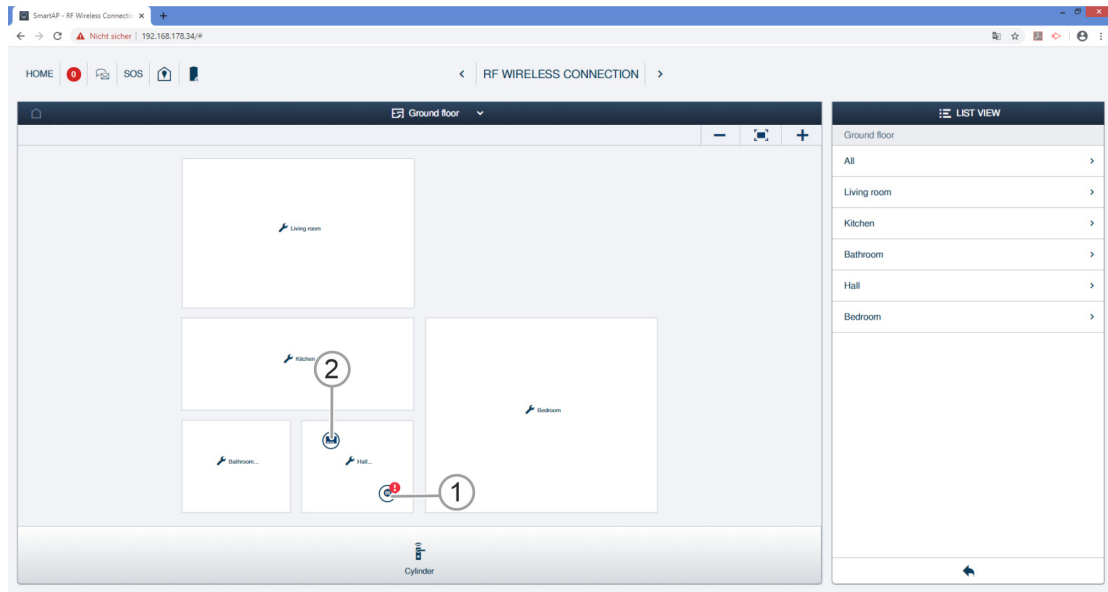 SmartAP - RF Wireless Connectio
Nicht sicher | 192.168.178.34/#
HOME 0 SOS < RF WIRELESS CONNECTION >
Ground floor
LIST VIEW
Ground floor
All
Living room
Kitchen
Bathroom
Hall
Bedroom
Living room
Kitchen
2
Bedroom
Bathroom...
Hall...
1
Cylinder